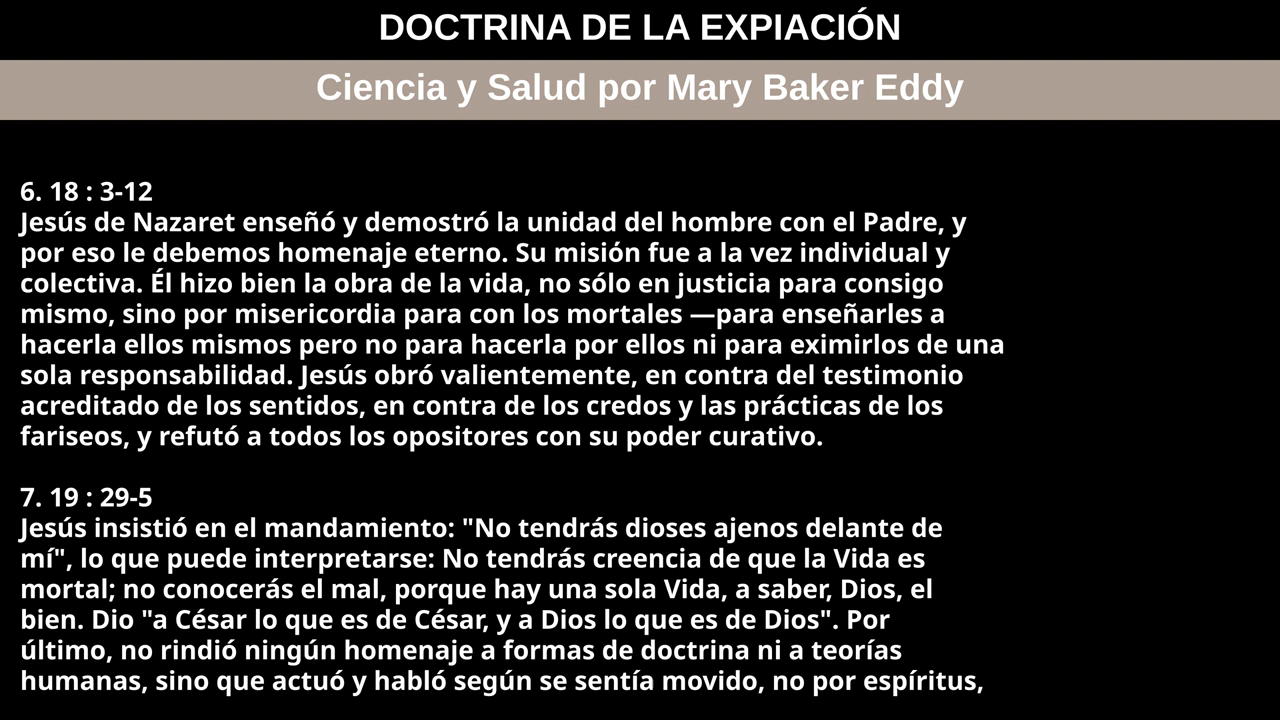 DOCTRINA DE LA EXPIACIÓN
Ciencia y Salud por Mary Baker Eddy
6. 18 : 3-12
Jesús de Nazaret enseñó y demostró la unidad del hombre con el Padre, y
por eso le debemos homenaje eterno. Su misión fue a la vez individual y
colectiva. Él hizo bien la obra de la vida, no sólo en justicia para consigo
mismo, sino por misericordia para con los mortales —para enseñarles a
hacerla ellos mismos pero no para hacerla por ellos ni para eximirlos de una
sola responsabilidad. Jesús obró valientemente, en contra del testimonio
acreditado de los sentidos, en contra de los credos y las prácticas de los
fariseos, y refutó a todos los opositores con su poder curativo.
7. 19 : 29-5
Jesús insistió en el mandamiento: "No tendrás dioses ajenos delante de
mí", lo que puede interpretarse: No tendrás creencia de que la Vida es
mortal; no conocerás el mal, porque hay una sola Vida, a saber, Dios, el
bien. Dio "a César lo que es de César, y a Dios lo que es de Dios". Por
último, no rindió ningún homenaje a formas de doctrina ni a teorías
humanas, sino que actuó y habló según se sentía movido, no por espíritus,